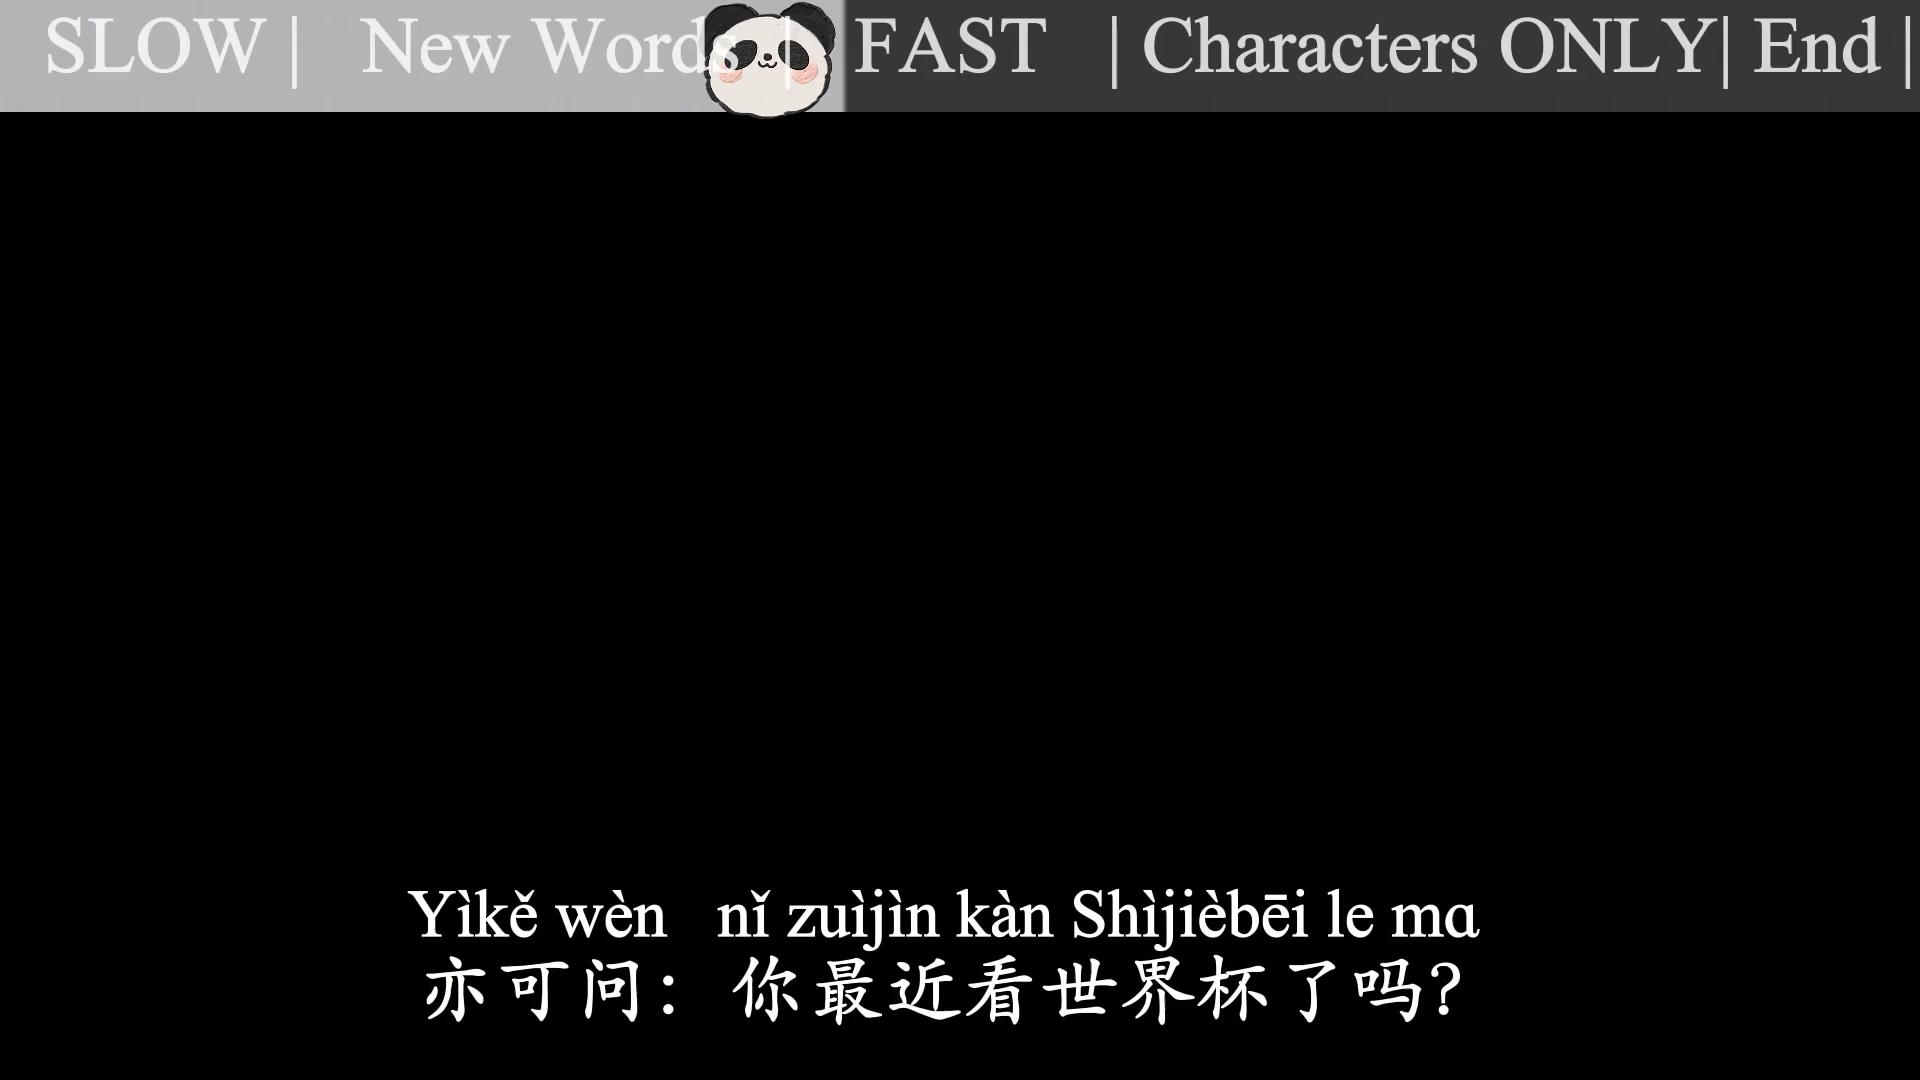 SLOW | New Words | FAST | Characters ONLY| End |
Yìkě wèn nǐ zuìjìn kàn Shìjièbēi le mɑ
亦可问：你最近看世界杯了吗？